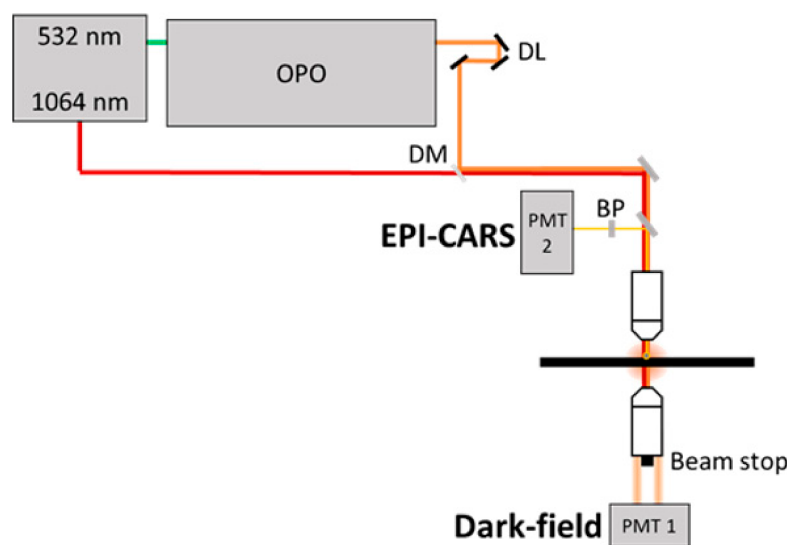 532 nm
1064 nm
OPO
DL
DM
BP
EPI-CARS
PMT
2
Beam stop
Dark-field
PMT 1